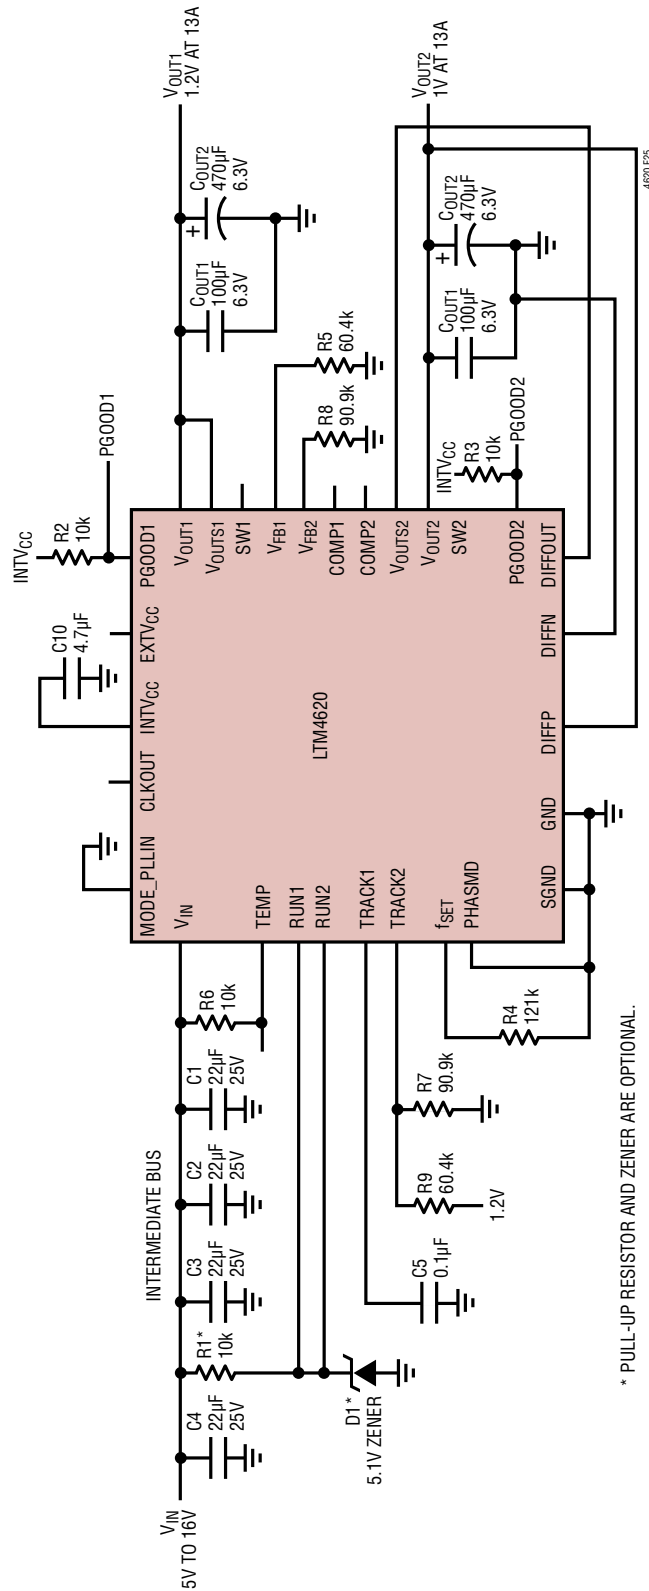 VIN
5V TO 16V
INTERMEDIATE BUS
C4
22µF
25V
R1*
10k
C3
22µF
25V
C2
22µF
25V
C1
22µF
25V
R6
10k
D1*
5.1V ZENER
C5
0.1µF
R9
60.4k
1.2V
R7
90.9k
R4
121k
MODE_PLLIN
CLKOUT
INTVCC
EXTVCC
PGOOD1
C10
4.7µF
INTVCC
R2
10k
PGOOD1
VIN
TEMP
RUN1
RUN2
TRACK1
TRACK2
fSET
PHASMD
LTM4620
VOUT1
VOUTS1
SW1
VFB1
VFB2
COMP1
COMP2
VOUTS2
VOUT2
SW2
PGOOD2
SGND
GND
DIFFP
DIFFN
DIFFOUT
R8
90.9k
R5
60.4k
COUT1
100µF
6.3V
COUT2
470µF
6.3V
+
VOUT1
1.2V AT 13A
INTVCC
R3
10k
PGOOD2
COUT1
100µF
6.3V
COUT2
470µF
6.3V
+
VOUT2
1V AT 13A
* PULL-UP RESISTOR AND ZENER ARE OPTIONAL.
4620 F25